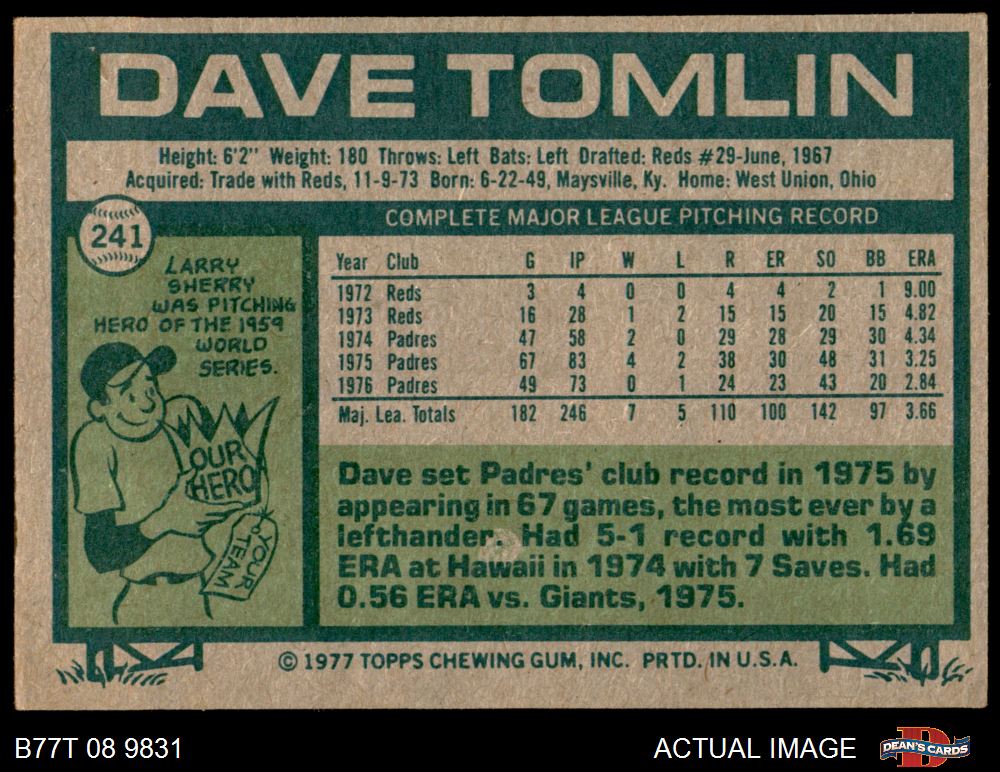 DAVE TOMLIN
Height: 6'2" Weight: 180 Throws: Left Bats: Left Drafted: Reds #29-June, 1967
Acquired: Trade with Reds, 11-9-73 Born: 6-22-49, Maysville, Ky. Home: West Union, Ohio
241
COMPLETE MAJOR LEAGUE PITCHING RECORD
LARRY
SHERRY
WAS PITCHING
HERO OF THE 1959
WORLD
SERIES.
OUR
HERO
YOUR
TEAM
Year Club G IP W L R ER SO BB ERA
1972 Reds 3 4 0 0 4 4 2 1 9.00
1973 Reds 16 28 1 2 15 15 20 15 4.82
1974 Padres 47 58 2 0 29 28 29 30 4.34
1975 Padres 67 83 4 2 38 30 48 31 3.25
1976 Padres 49 73 0 1 24 23 43 20 2.84
Maj. Lea. Totals 182 246 7 5 110 100 142 97 3.66
Dave set Padres' club record in 1975 by
appearing in 67 games, the most ever by a
lefthander. Had 5-1 record with 1.69
ERA at Hawaii in 1974 with 7 Saves. Had
0.56 ERA vs. Giants, 1975.
© 1977 TOPPS CHEWING GUM, INC. PRTD. IN U.S.A.
B77T 08 9831
ACTUAL IMAGE
D
DEAN'S CARDS